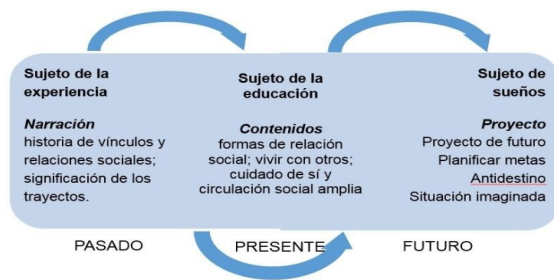 Sujeto de la
experiencia
Narración
historia de vínculos y
relaciones sociales;
significación de los
trayectos.
Sujeto de la
educación
Contenidos
formas de relación
social; vivir con otros;
cuidado de sí y
circulación social amplia
Sujeto de
sueños
Proyecto
Proyecto de futuro
Planificar metas
Antidestino
Situación imaginada
PASADO
PRESENTE
FUTURO